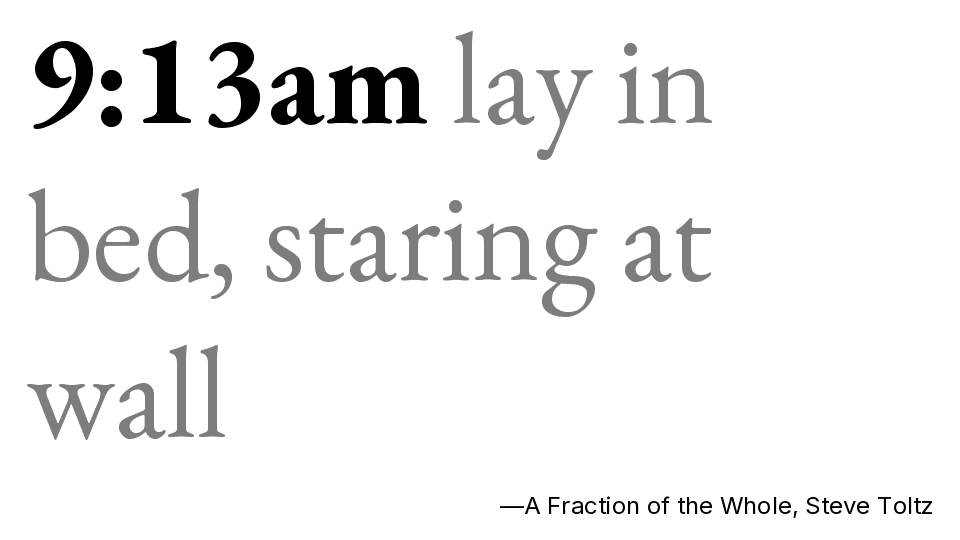 9:13am lay in
bed, staring at
wall
—A Fraction of the Whole, Steve Toltz